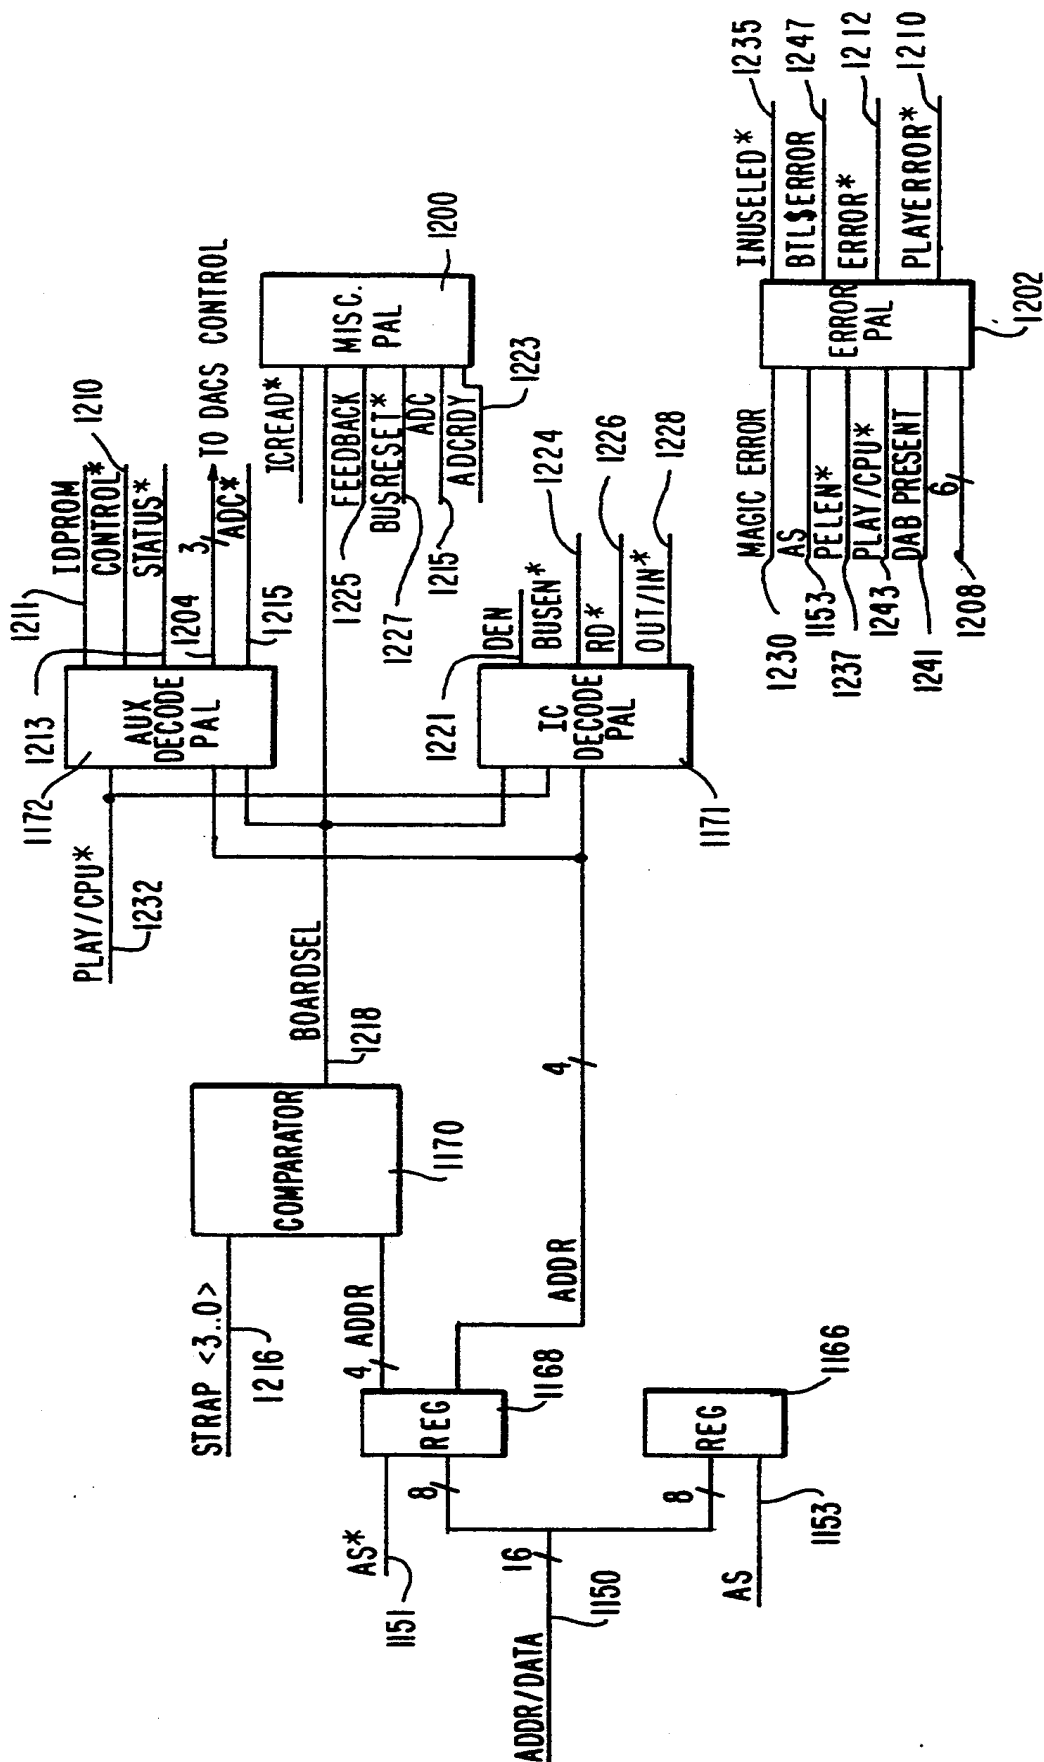 ADDR/DATA
1150
16
AS*
1151
8
8
AS
1153
REG
1168
REG
1166
STRAP <3..0>
1216
4 ADDR
ADDR
COMPARATOR
1170
4
BOARDSEL
1218
PLAY/CPU*
1232
1172
AUX
DECODE
PAL
1213
1211
IDPROM
CONTROL*
1210
STATUS*
1204
3
TO DACS CONTROL
ADC*
1215
1171
IC
DECODE
PAL
1221
DEN
BUSEN*
1224
RD*
1226
OUT/IN*
1228
ICREAD*
FEEDBACK
1225
BUSRESET*
1227
ADC
1215
ADCRDY
1223
MISC.
PAL
1200
MAGIC ERROR
1230
AS
1153
PELEN*
1237
PLAY/CPU*
1243
DAB PRESENT
1241
6
1208
ERROR
PAL
1202
INUSELED*
1235
BTLSERROR
1247
ERROR*
1212
PLAYERROR*
1210